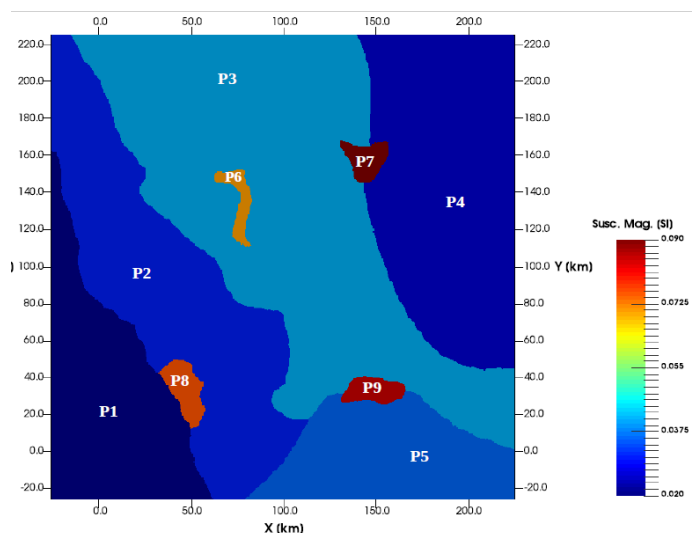 0.0 50.0 100.0 150.0 200.0
220.0 220.0
200.0 P3 200.0
180.0 180.0
160.0 P7 160.0
P6
140.0 140.0
P4
120.0 120.0
Susc. Mag. (SI)
0.090
) 100.0 P2 100.0 Y (km)
80.0 80.0
0.0725
60.0 60.0
40.0 P8 P9 40.0
0.055
20.0 P1 20.0
0.0375
0.0 P5 0.0
-20.0 -20.0
0.020
0.0 50.0 100.0 150.0 200.0
X (km)